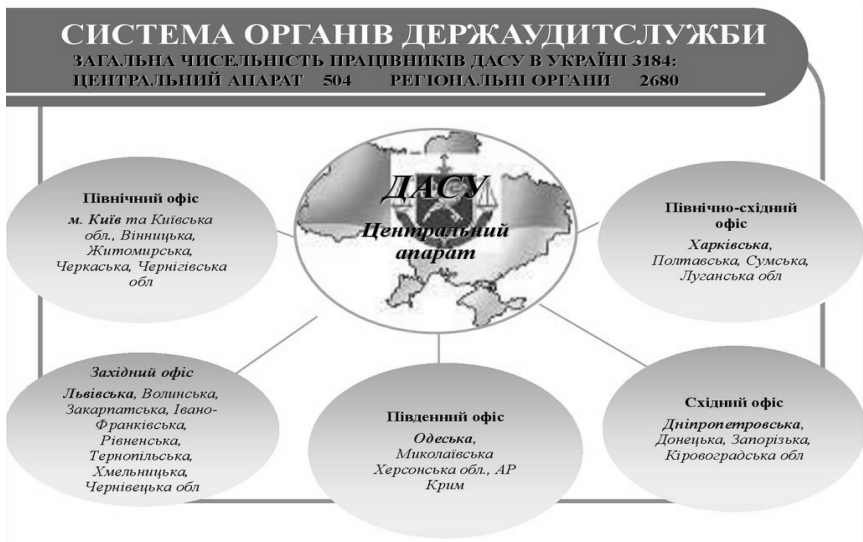 СИСТЕМА ОРГАНІВ ДЕРЖАУДИТСЛУЖБИ
ЗАГАЛЬНА ЧИСЕЛЬНІСТЬ ПРАЦІВНИКІВ ДАСУ В УКРАЇНІ 3184:
ЦЕНТРАЛЬНИЙ АПАРАТ 504 РЕГІОНАЛЬНІ ОРГАНИ 2680
ДАСУ
Центральний
апарат
Північний офіс
м. Київ та Київська
обл., Вінницька,
Житомирська,
Черкаська, Чернігівська
обл
Північно-східний
офіс
Харківська,
Полтавська, Сумська,
Луганська обл
Західний офіс
Львівська, Волинська,
Закарпатська, Івано-
Франківська,
Рівненська,
Тернопільська,
Хмельницька,
Чернівецька обл
Південний офіс
Одеська,
Миколаївська
Херсонська обл., АР
Крим
Східний офіс
Дніпропетровська,
Донецька, Запорізька,
Кіровоградська обл